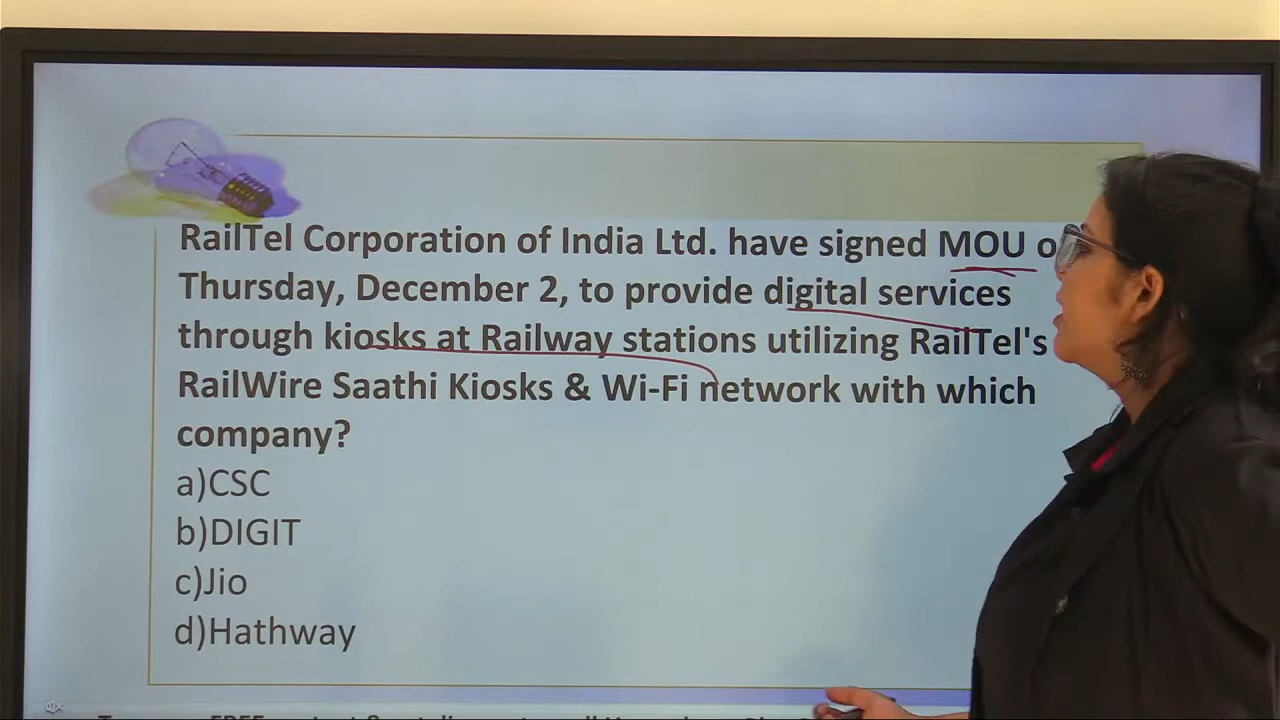 RailTel Corporation of India Ltd. have signed MOU
Thursday, December 2, to provide digital services
through kiosks at Railway stations utilizing RailTel's
RailWire Saathi Kiosks & Wi-Fi network with which
company?
a)CSC
b)DIGIT
c)Jio
d)Hathway